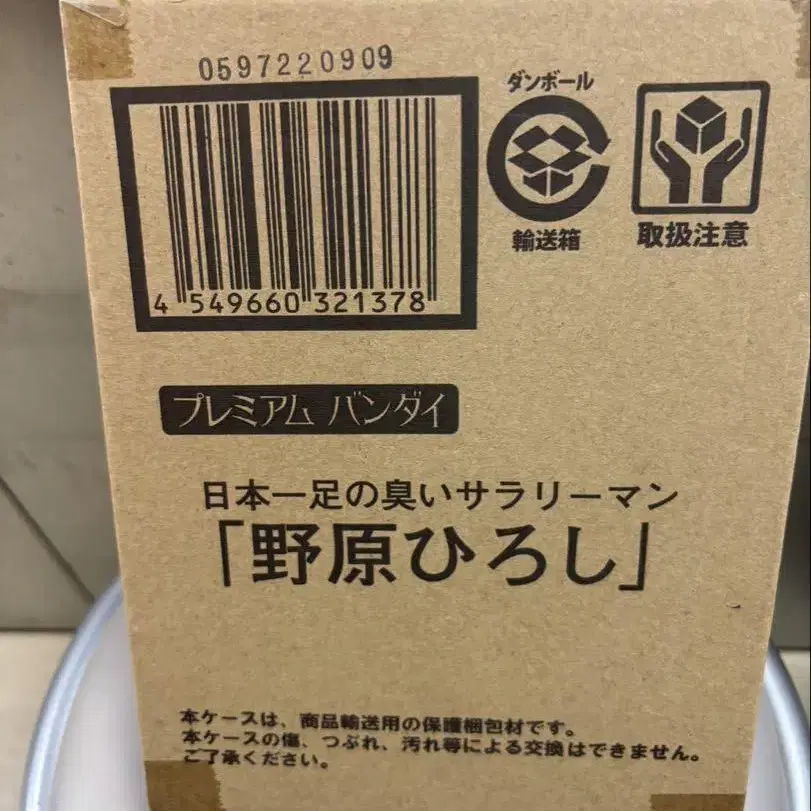 0597220909
ダンボール
輸送箱
取扱注意
4 549660 321378
プレミアム バンダイ
日本一足の臭いサラリーマン
「野原ひろし」
本ケースは、商品輸送用の保護梱包材です。
本ケースの傷、つぶれ、汚れ等による交換はできません。
ご了承ください。